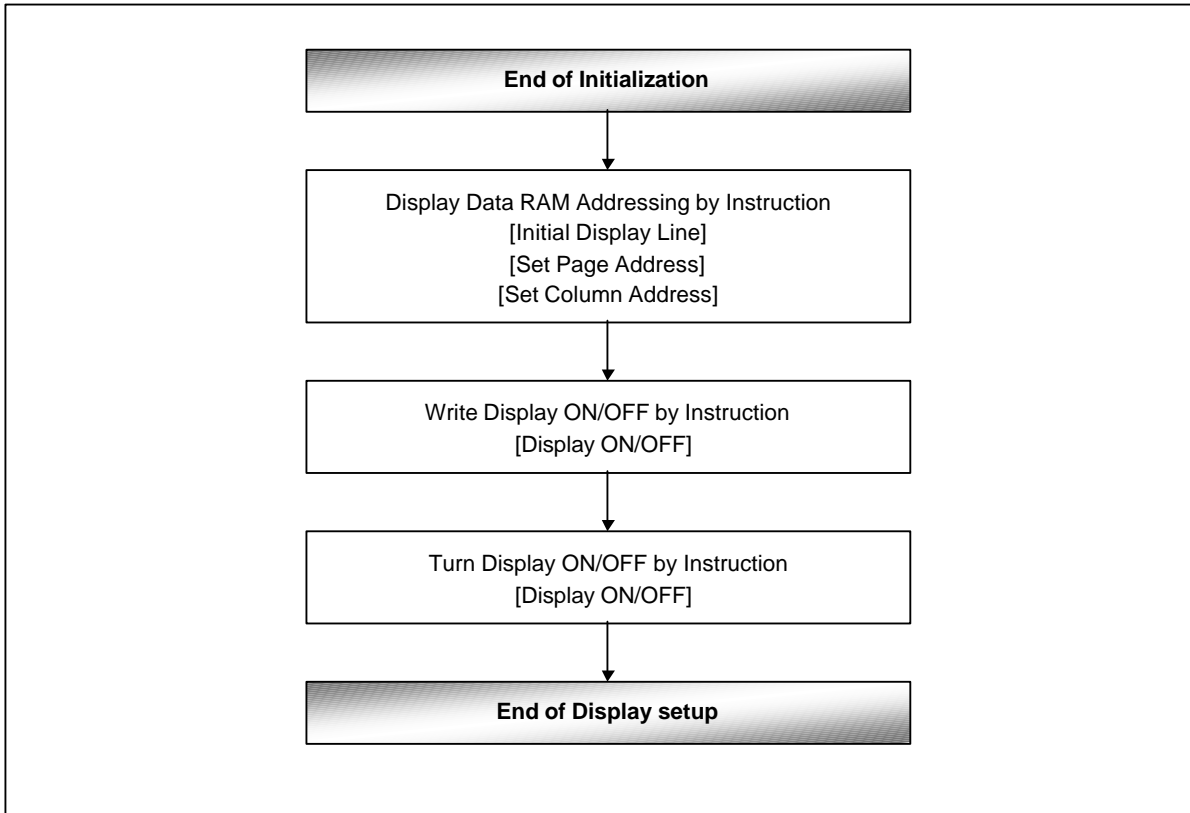 End of Initialization
Display Data RAM Addressing by Instruction
[Initial Display Line]
[Set Page Address]
[Set Column Address]
Write Display ON/OFF by Instruction
[Display ON/OFF]
Turn Display ON/OFF by Instruction
[Display ON/OFF]
End of Display setup